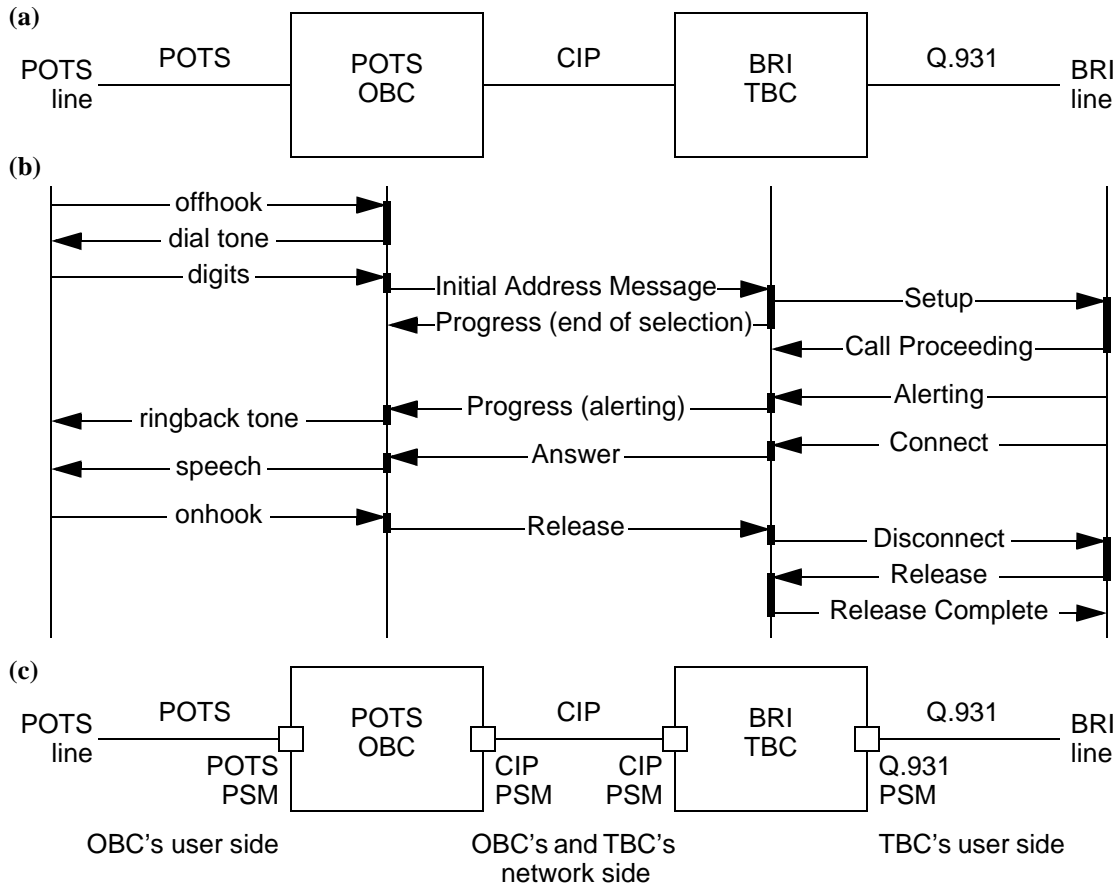 (a)
POTS
line
POTS
POTS
OBC
CIP
BRI
TBC
Q.931
BRI
line
(b)
offhook
dial tone
digits
Initial Address Message
Setup
Progress (end of selection)
Call Proceeding
Alerting
Progress (alerting)
ringback tone
Connect
Answer
speech
onhook
Release
Disconnect
Release
Release Complete
(c)
POTS
line
POTS
POTS
OBC
CIP
BRI
TBC
Q.931
BRI
line
POTS
PSM
CIP
PSM
CIP
PSM
Q.931
PSM
OBC’s user side
OBC’s and TBC’s
network side
TBC’s user side